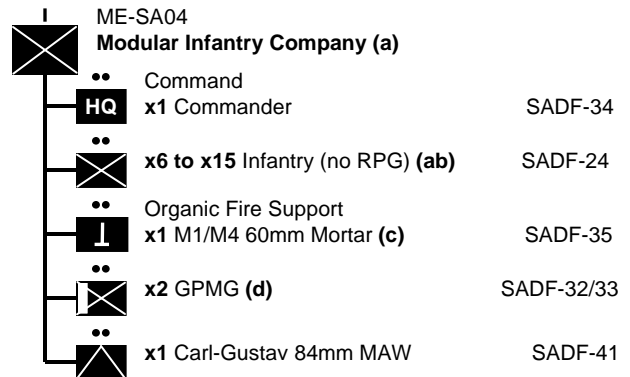 ME-SA04
Modular Infantry Company (a)
Command
HQ x1 Commander SADF-34
x6 to x15 Infantry (no RPG) (ab) SADF-24
Organic Fire Support
x1 M1/M4 60mm Mortar (c) SADF-35
x2 GPMG (d) SADF-32/33
x1 Carl-Gustav 84mm MAW SADF-41